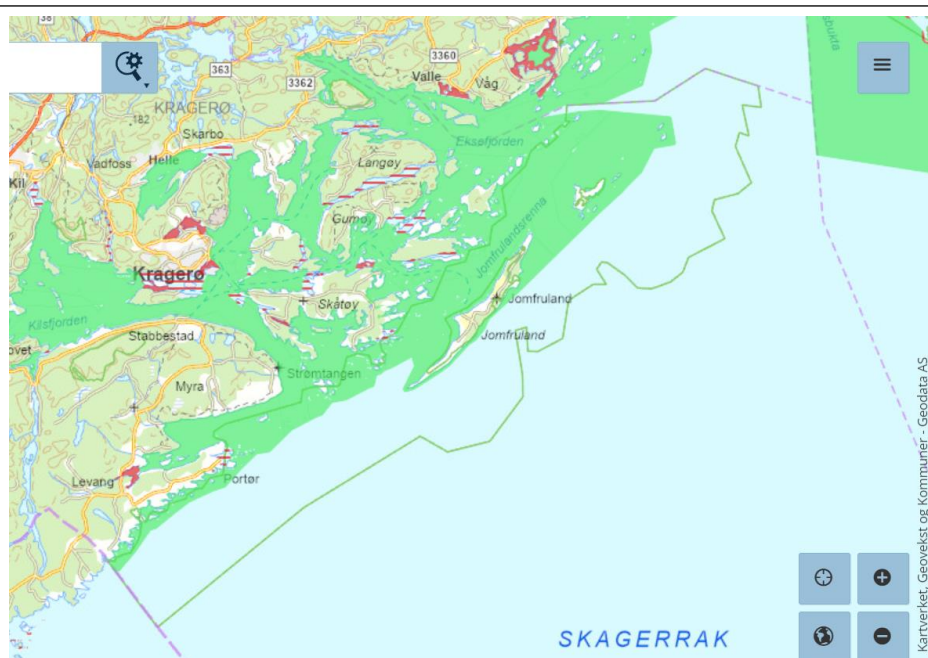 38
3360
363
Valle
3362
Våg
KRAGERØ
182
Skarbo
Eksefjorden
Vadfoss
Helle
Langøy
Kil
Gumøy
Jomfrulandsrenna
Kragerø
Jomfruland
Skåtøy
Kilsfjorden
Stabbestad
Jomfruland
Strømtangen
Myra
Levang
Portør
SKAGERRAK
Kartverket, Geovekst og Kommuner - Geodata AS